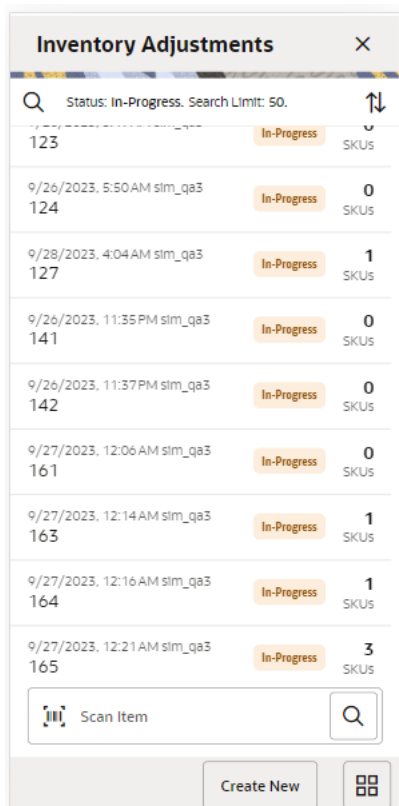 Inventory Adjustments
Status: In-Progress. Search Limit: 50.
In-Progress
123
SKUs
9/26/2023, 5:50 AM sim_qa3
In-Progress
0
124
SKUs
9/28/2023, 4:04 AM sim_qa3
In-Progress
1
127
SKUs
9/26/2023, 11:35 PM sim_qa3
In-Progress
0
141
SKUs
9/26/2023, 11:37 PM sim_qa3
In-Progress
0
142
SKUs
9/27/2023, 12:06 AM sim_qa3
In-Progress
0
161
SKUs
9/27/2023, 12:14 AM sim_qa3
In-Progress
1
163
SKUs
9/27/2023, 12:16 AM sim_qa3
In-Progress
1
164
SKUs
9/27/2023, 12:21 AM sim_qa3
In-Progress
3
165
SKUs
Scan Item
Create New